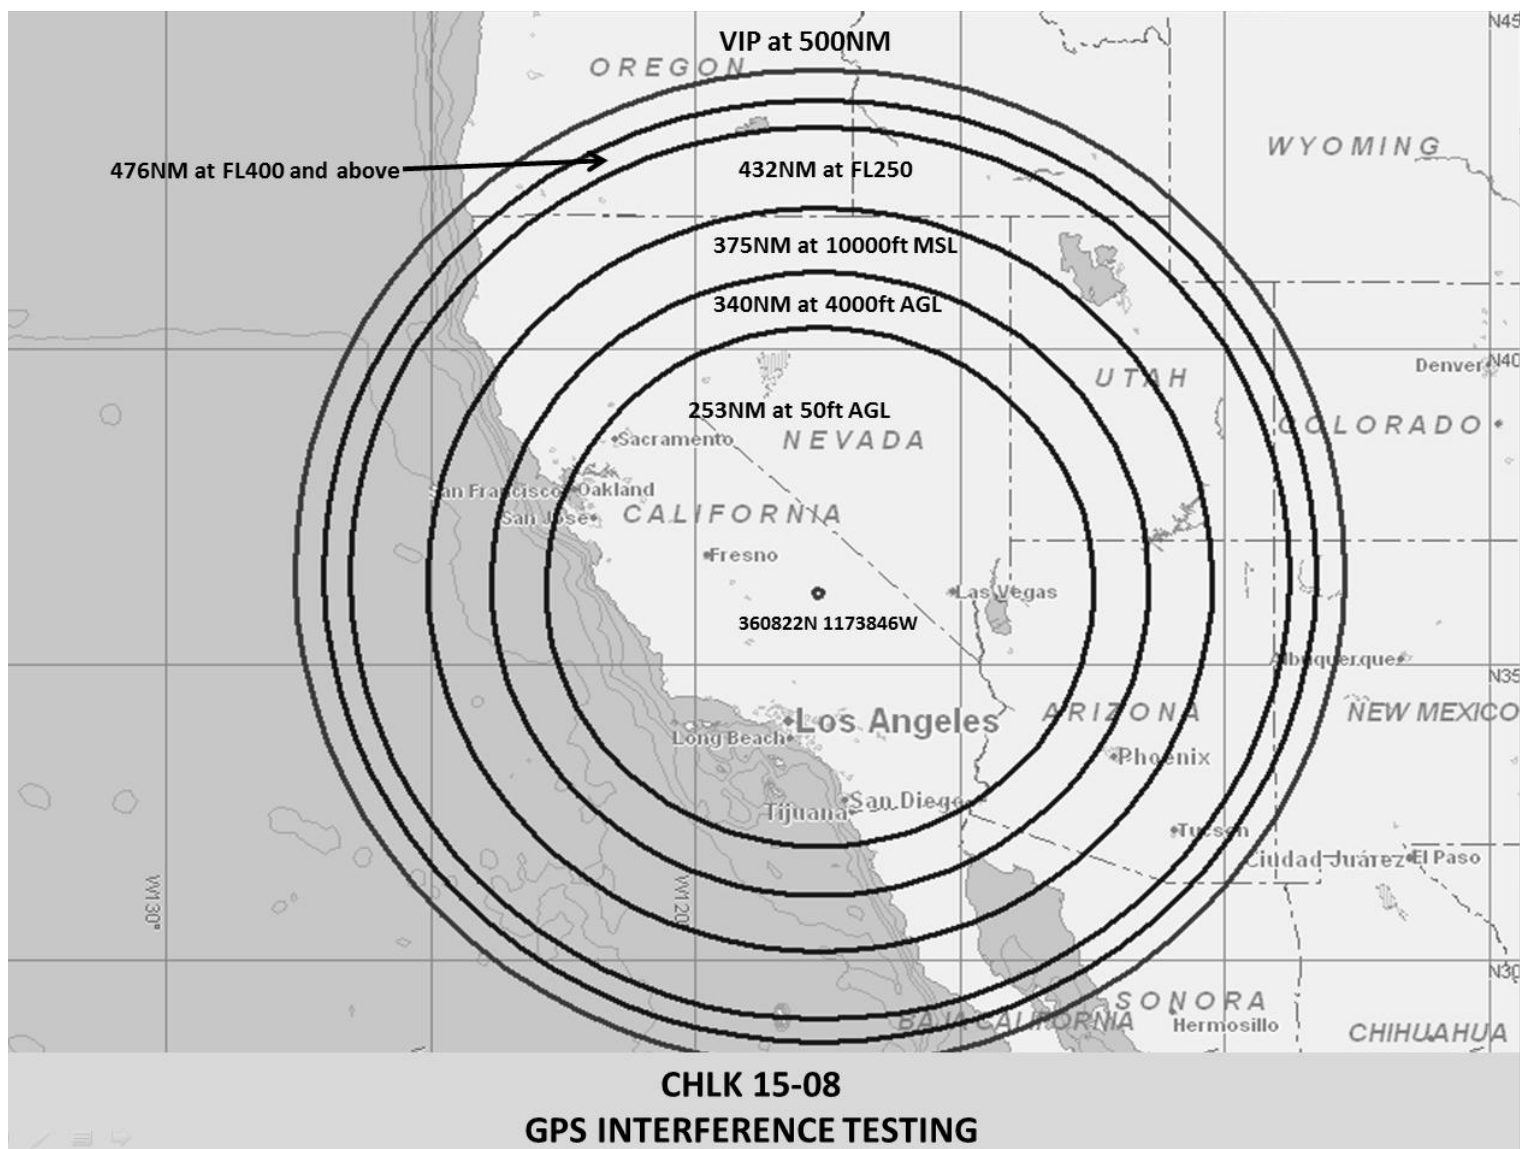 N45
VIP at 500NM
OREGON
WYOMING
476NM at FL400 and above
432NM at FL250
375NM at 10000ft MSL
340NM at 4000ft AGL
N40
Denver
UTAH
253NM at 50ft AGL
COLORADO
Sacramento
NEVADA
San Francisco
Oakland
San Jose
CALIFORNIA
Fresno
Las Vegas
360822N 1173846W
Albuquerque
N35
ARIZONA
NEW MEXICO
Los Angeles
Long Beach
Phoenix
San Diego
Tijuana
Tucson
Ciudad Juárez
El Paso
W130°
W120°
N30
SONORA
BAJA CALIFORNIA
Hermosillo
CHIHUAHUA
CHLK 15-08
GPS INTERFERENCE TESTING